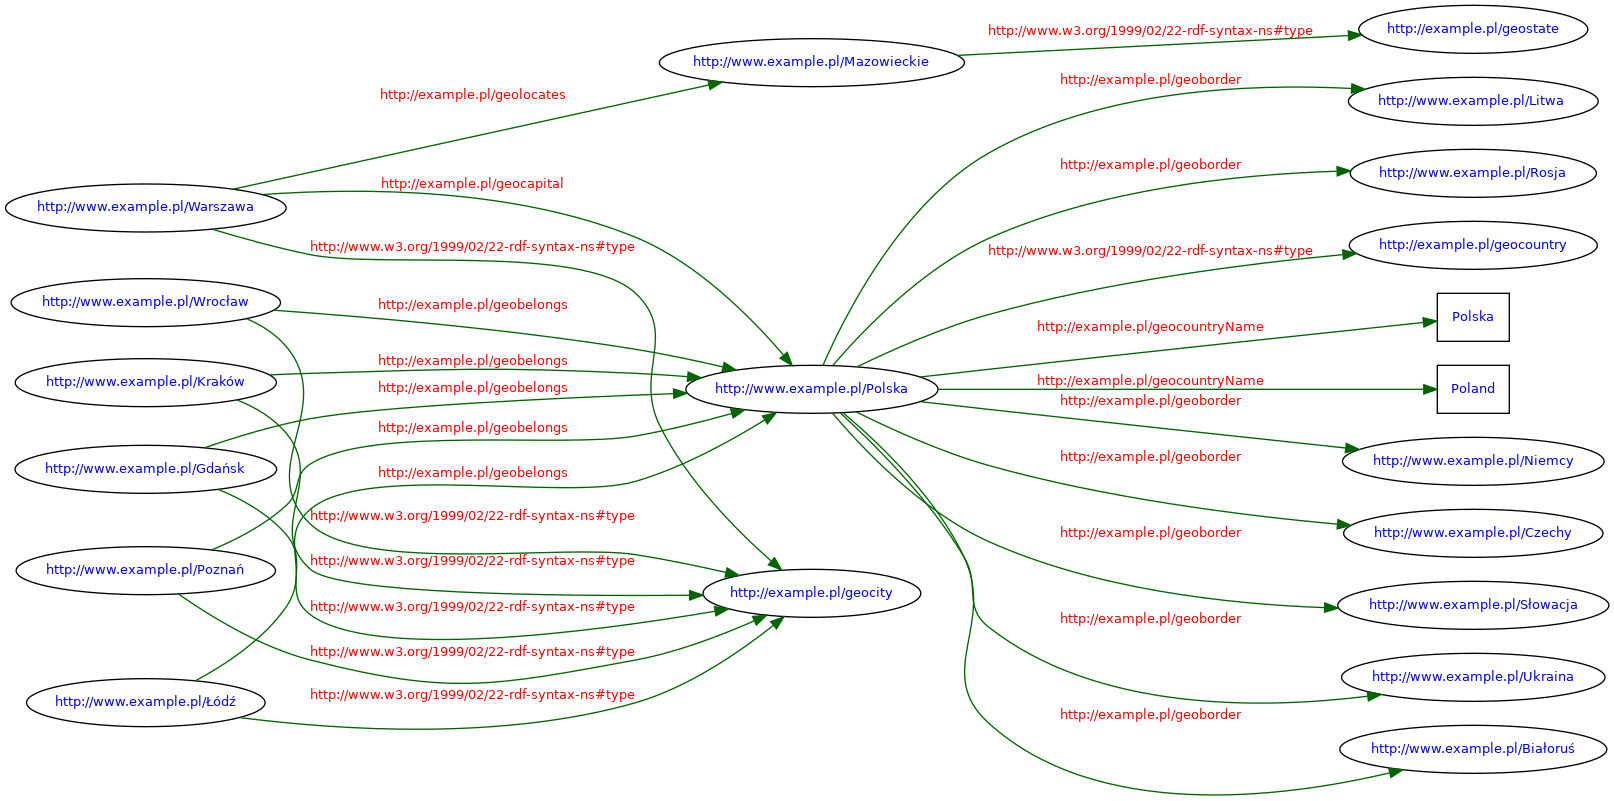 http://www.w3.org/1999/02/22-rdf-syntax-ns#type
http://example.pl/geostate
http://www.example.pl/Mazowieckie
http://example.pl/geoborder
http://www.example.pl/Litwa
http://example.pl/geolocates
http://example.pl/geoborder
http://www.example.pl/Rosja
http://example.pl/geocapital
http://www.example.pl/Warszawa
http://www.w3.org/1999/02/22-rdf-syntax-ns#type
http://www.w3.org/1999/02/22-rdf-syntax-ns#type
http://example.pl/geocountry
http://www.example.pl/Wrocław
http://example.pl/geobelongs
http://example.pl/geocountryName
Polska
http://example.pl/geobelongs
http://www.example.pl/Kraków
http://example.pl/geobelongs
http://www.example.pl/Polska
http://example.pl/geocountryName
Poland
http://example.pl/geoborder
http://example.pl/geobelongs
http://example.pl/geoborder
http://www.example.pl/Niemcy
http://www.example.pl/Gdańsk
http://example.pl/geobelongs
http://www.w3.org/1999/02/22-rdf-syntax-ns#type
http://example.pl/geoborder
http://www.example.pl/Czechy
http://www.w3.org/1999/02/22-rdf-syntax-ns#type
http://www.example.pl/Poznań
http://example.pl/geocity
http://www.w3.org/1999/02/22-rdf-syntax-ns#type
http://www.example.pl/Słowacja
http://example.pl/geoborder
http://www.w3.org/1999/02/22-rdf-syntax-ns#type
http://www.example.pl/Ukraina
http://www.w3.org/1999/02/22-rdf-syntax-ns#type
http://www.example.pl/Łódź
http://example.pl/geoborder
http://www.example.pl/Białoruś